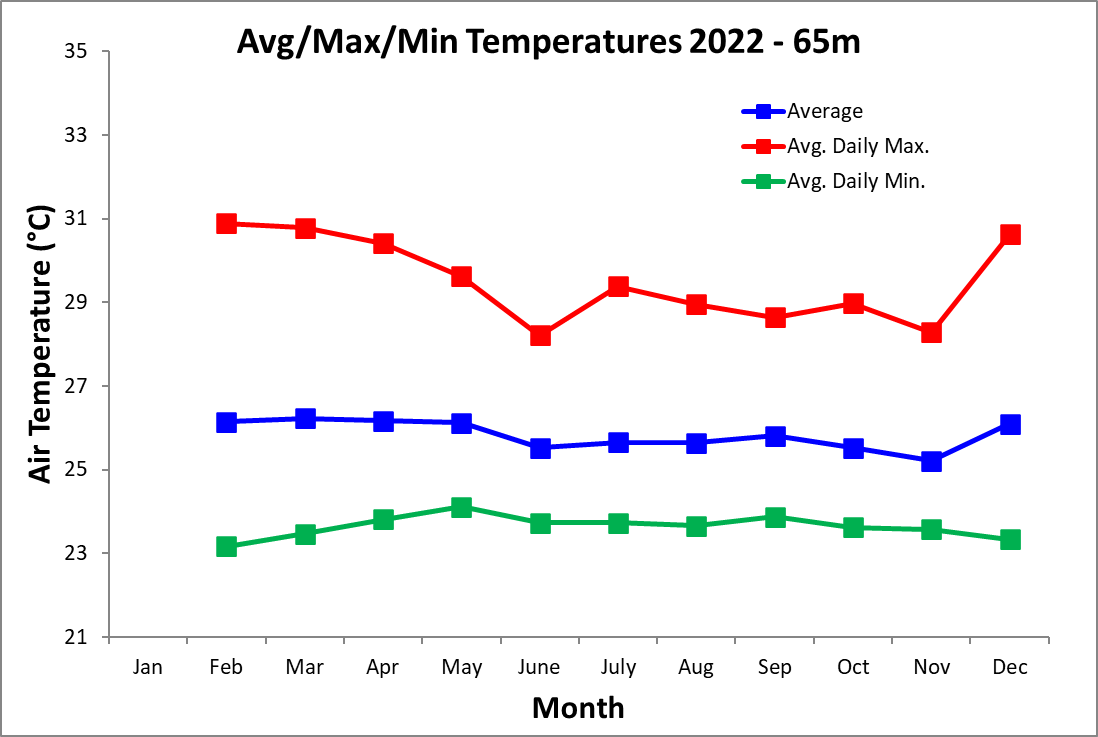 Avg/Max/Min Temperatures 2022 - 65m
Average
Avg. Daily Max.
Avg. Daily Min.
Air Temperature (°C)
35
33
31
29
27
25
23
21
Jan Feb Mar Apr May June July Aug Sep Oct Nov Dec
Month